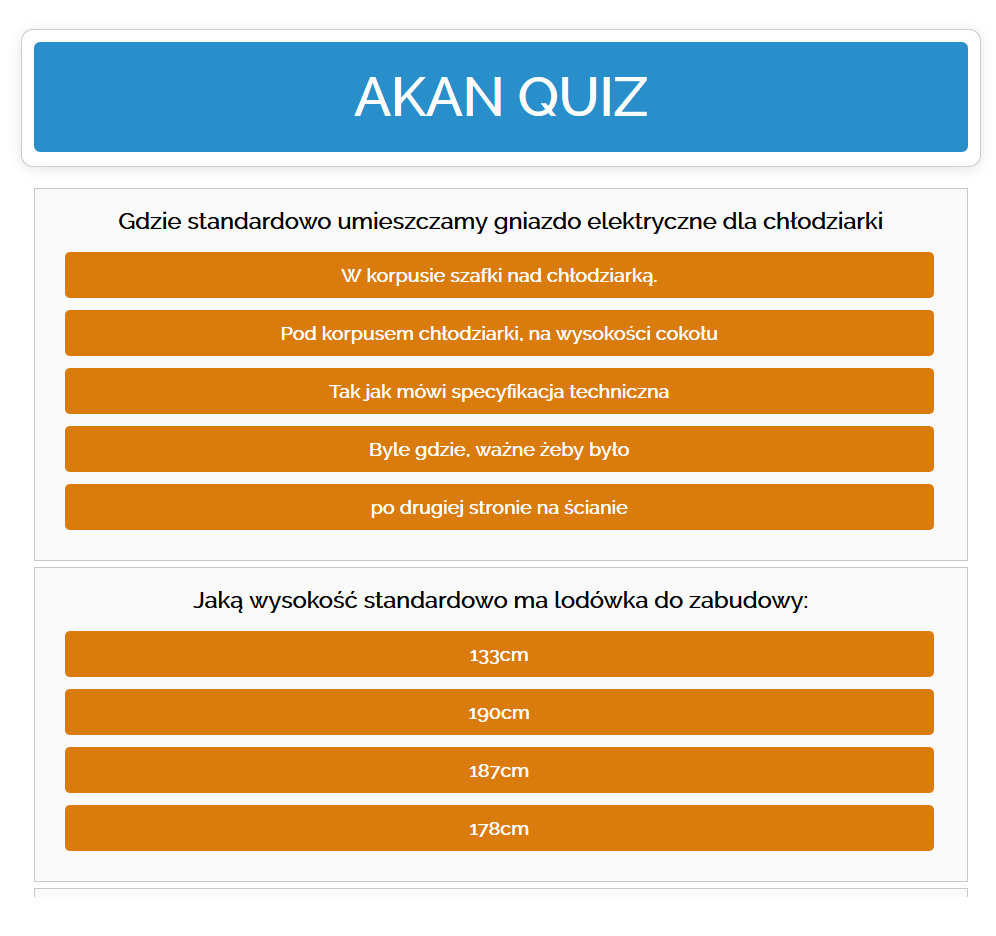 AKAN QUIZ
Gdzie standardowo umieszczamy gniazdo elektryczne dla chłodziarki
W korpusie szafki nad chłodziarką.
Pod korpusem chłodziarki, na wysokości cokołu
Tak jak mówi specyfikacja techniczna
Byle gdzie, ważne żeby było
po drugiej stronie na ścianie
Jaką wysokość standardowo ma lodówka do zabudowy:
133cm
190cm
187cm
178cm